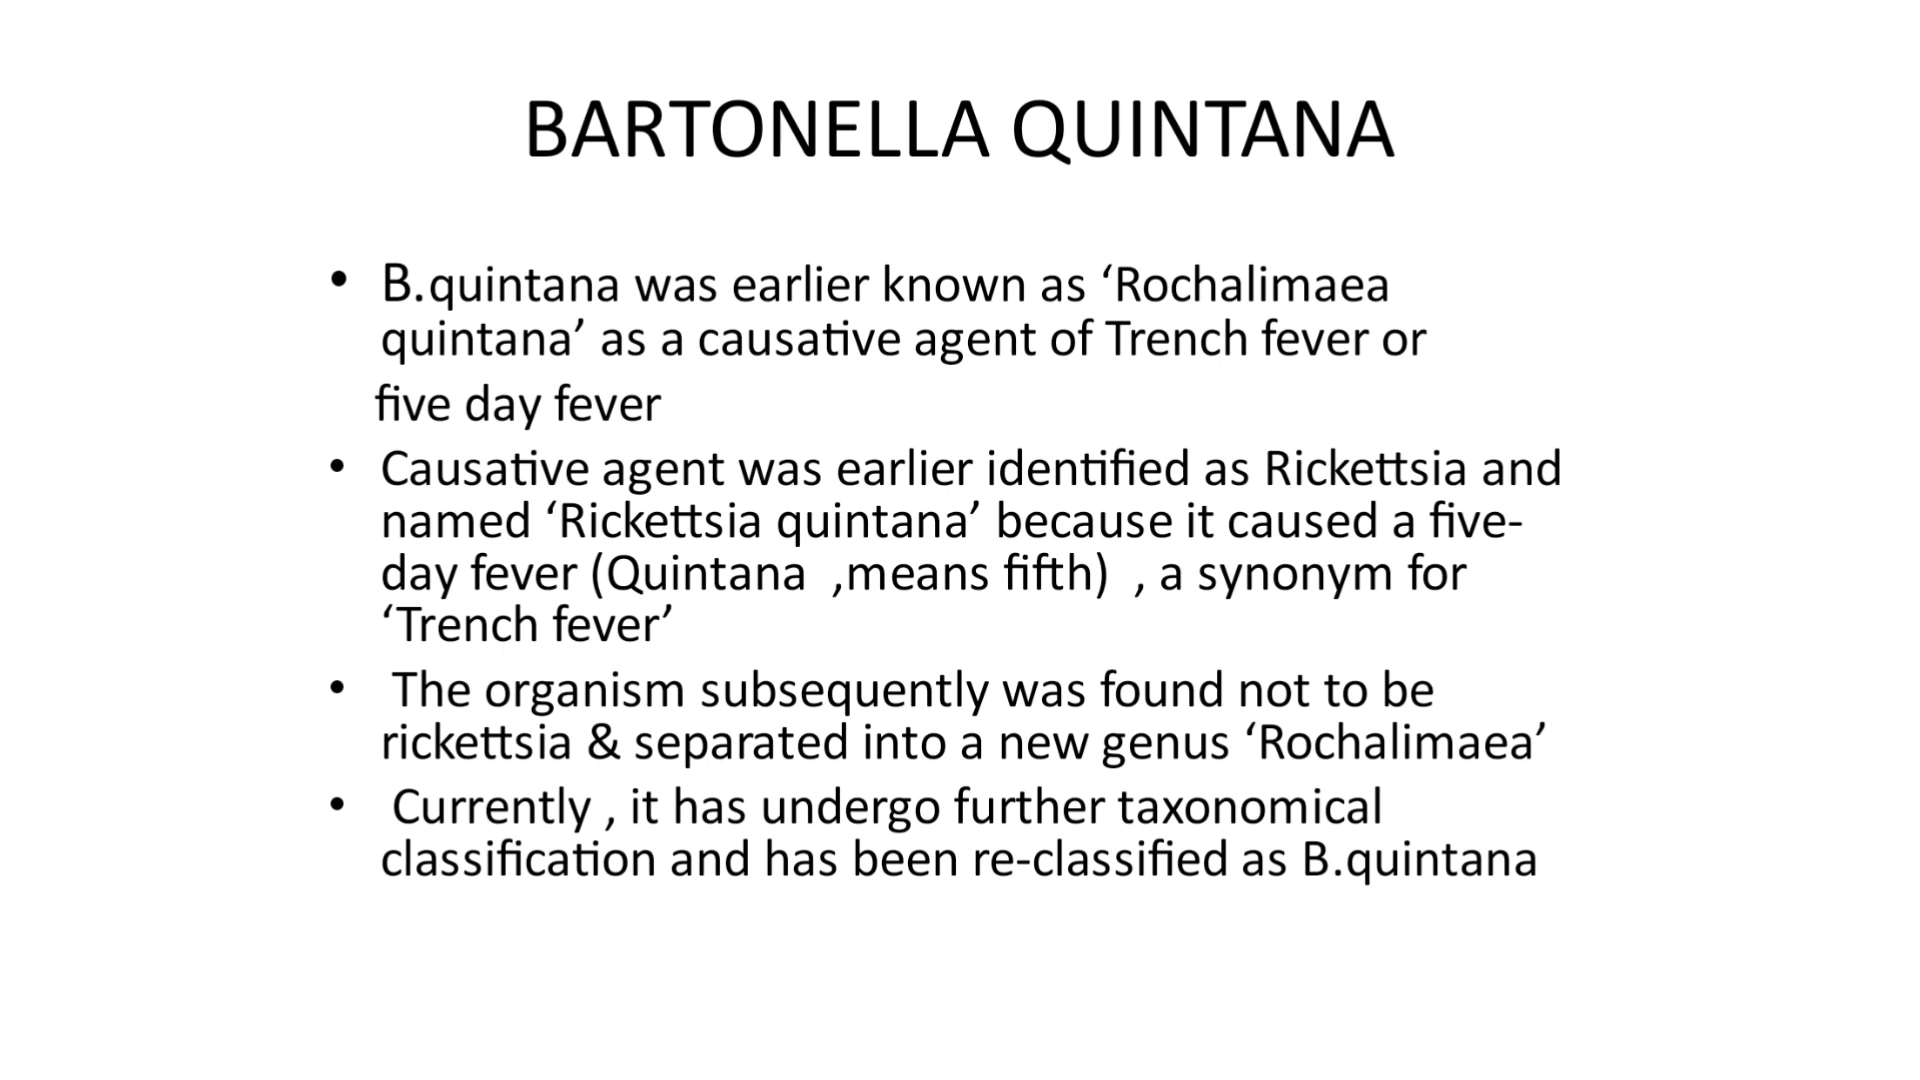 BARTONELLA QUINTANA
• B.quintana was earlier known as ‘Rochalimaea
quintana’ as a causative agent of Trench fever or
five day fever
• Causative agent was earlier identified as Rickettsia and
named ‘Rickettsia quintana’ because it caused a five-
day fever (Quintana  ,means fifth)  , a synonym for
‘Trench fever’
• The organism subsequently was found not to be
rickettsia & separated into a new genus ‘Rochalimaea’
• Currently , it has undergo further taxonomical
classification and has been re-classified as B.quintana